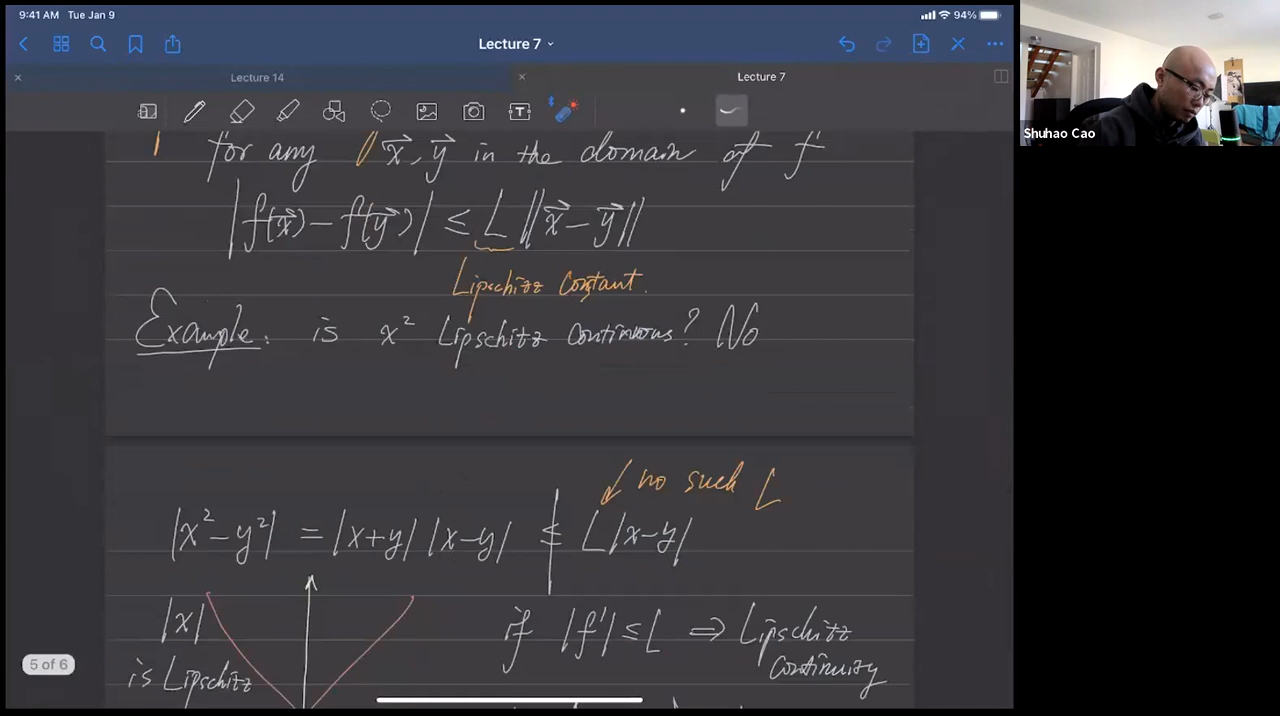 9:41 AM Tue Jan 9
94%
Lecture 7
Lecture 14
Lecture 7
Shuhao Cao
for any x⃗, y⃗ in the domain of f
|f(x⃗) – f(y⃗)| ≤ L ||x⃗ – y⃗||
Lipschitz Constant.
Example: is x² Lipschitz continuous? No
no such L
|x² – y²| = |x+y| |x–y| ≰ L|x–y|
|x|
is Lipschitz
if |f'| ≤ L ⇒ Lipschitz
continuity
5 of 6